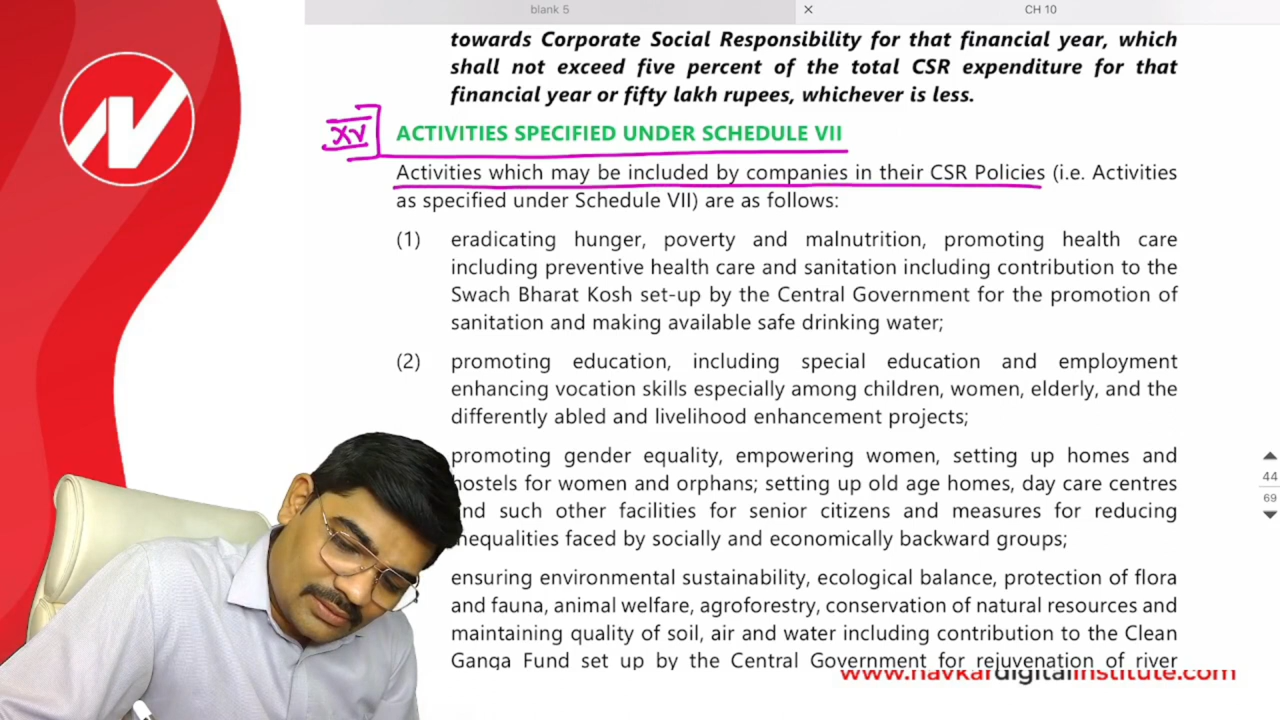 blank 5
CH 10
towards Corporate Social Responsibility for that financial year, which
shall not exceed five percent of the total CSR expenditure for that
financial year or fifty lakh rupees, whichever is less.
XV ACTIVITIES SPECIFIED UNDER SCHEDULE VII
Activities which may be included by companies in their CSR Policies (i.e. Activities
as specified under Schedule VII) are as follows:
(1) eradicating hunger, poverty and malnutrition, promoting health care
including preventive health care and sanitation including contribution to the
Swach Bharat Kosh set-up by the Central Government for the promotion of
sanitation and making available safe drinking water;
(2) promoting education, including special education and employment
enhancing vocation skills especially among children, women, elderly, and the
differently abled and livelihood enhancement projects;
promoting gender equality, empowering women, setting up homes and
hostels for women and orphans; setting up old age homes, day care centres
and such other facilities for senior citizens and measures for reducing
inequalities faced by socially and economically backward groups;
ensuring environmental sustainability, ecological balance, protection of flora
and fauna, animal welfare, agroforestry, conservation of natural resources and
maintaining quality of soil, air and water including contribution to the Clean
Ganga Fund set up by the Central Government for rejuvenation of river
44
69
www.navkardigitalinstitute.com